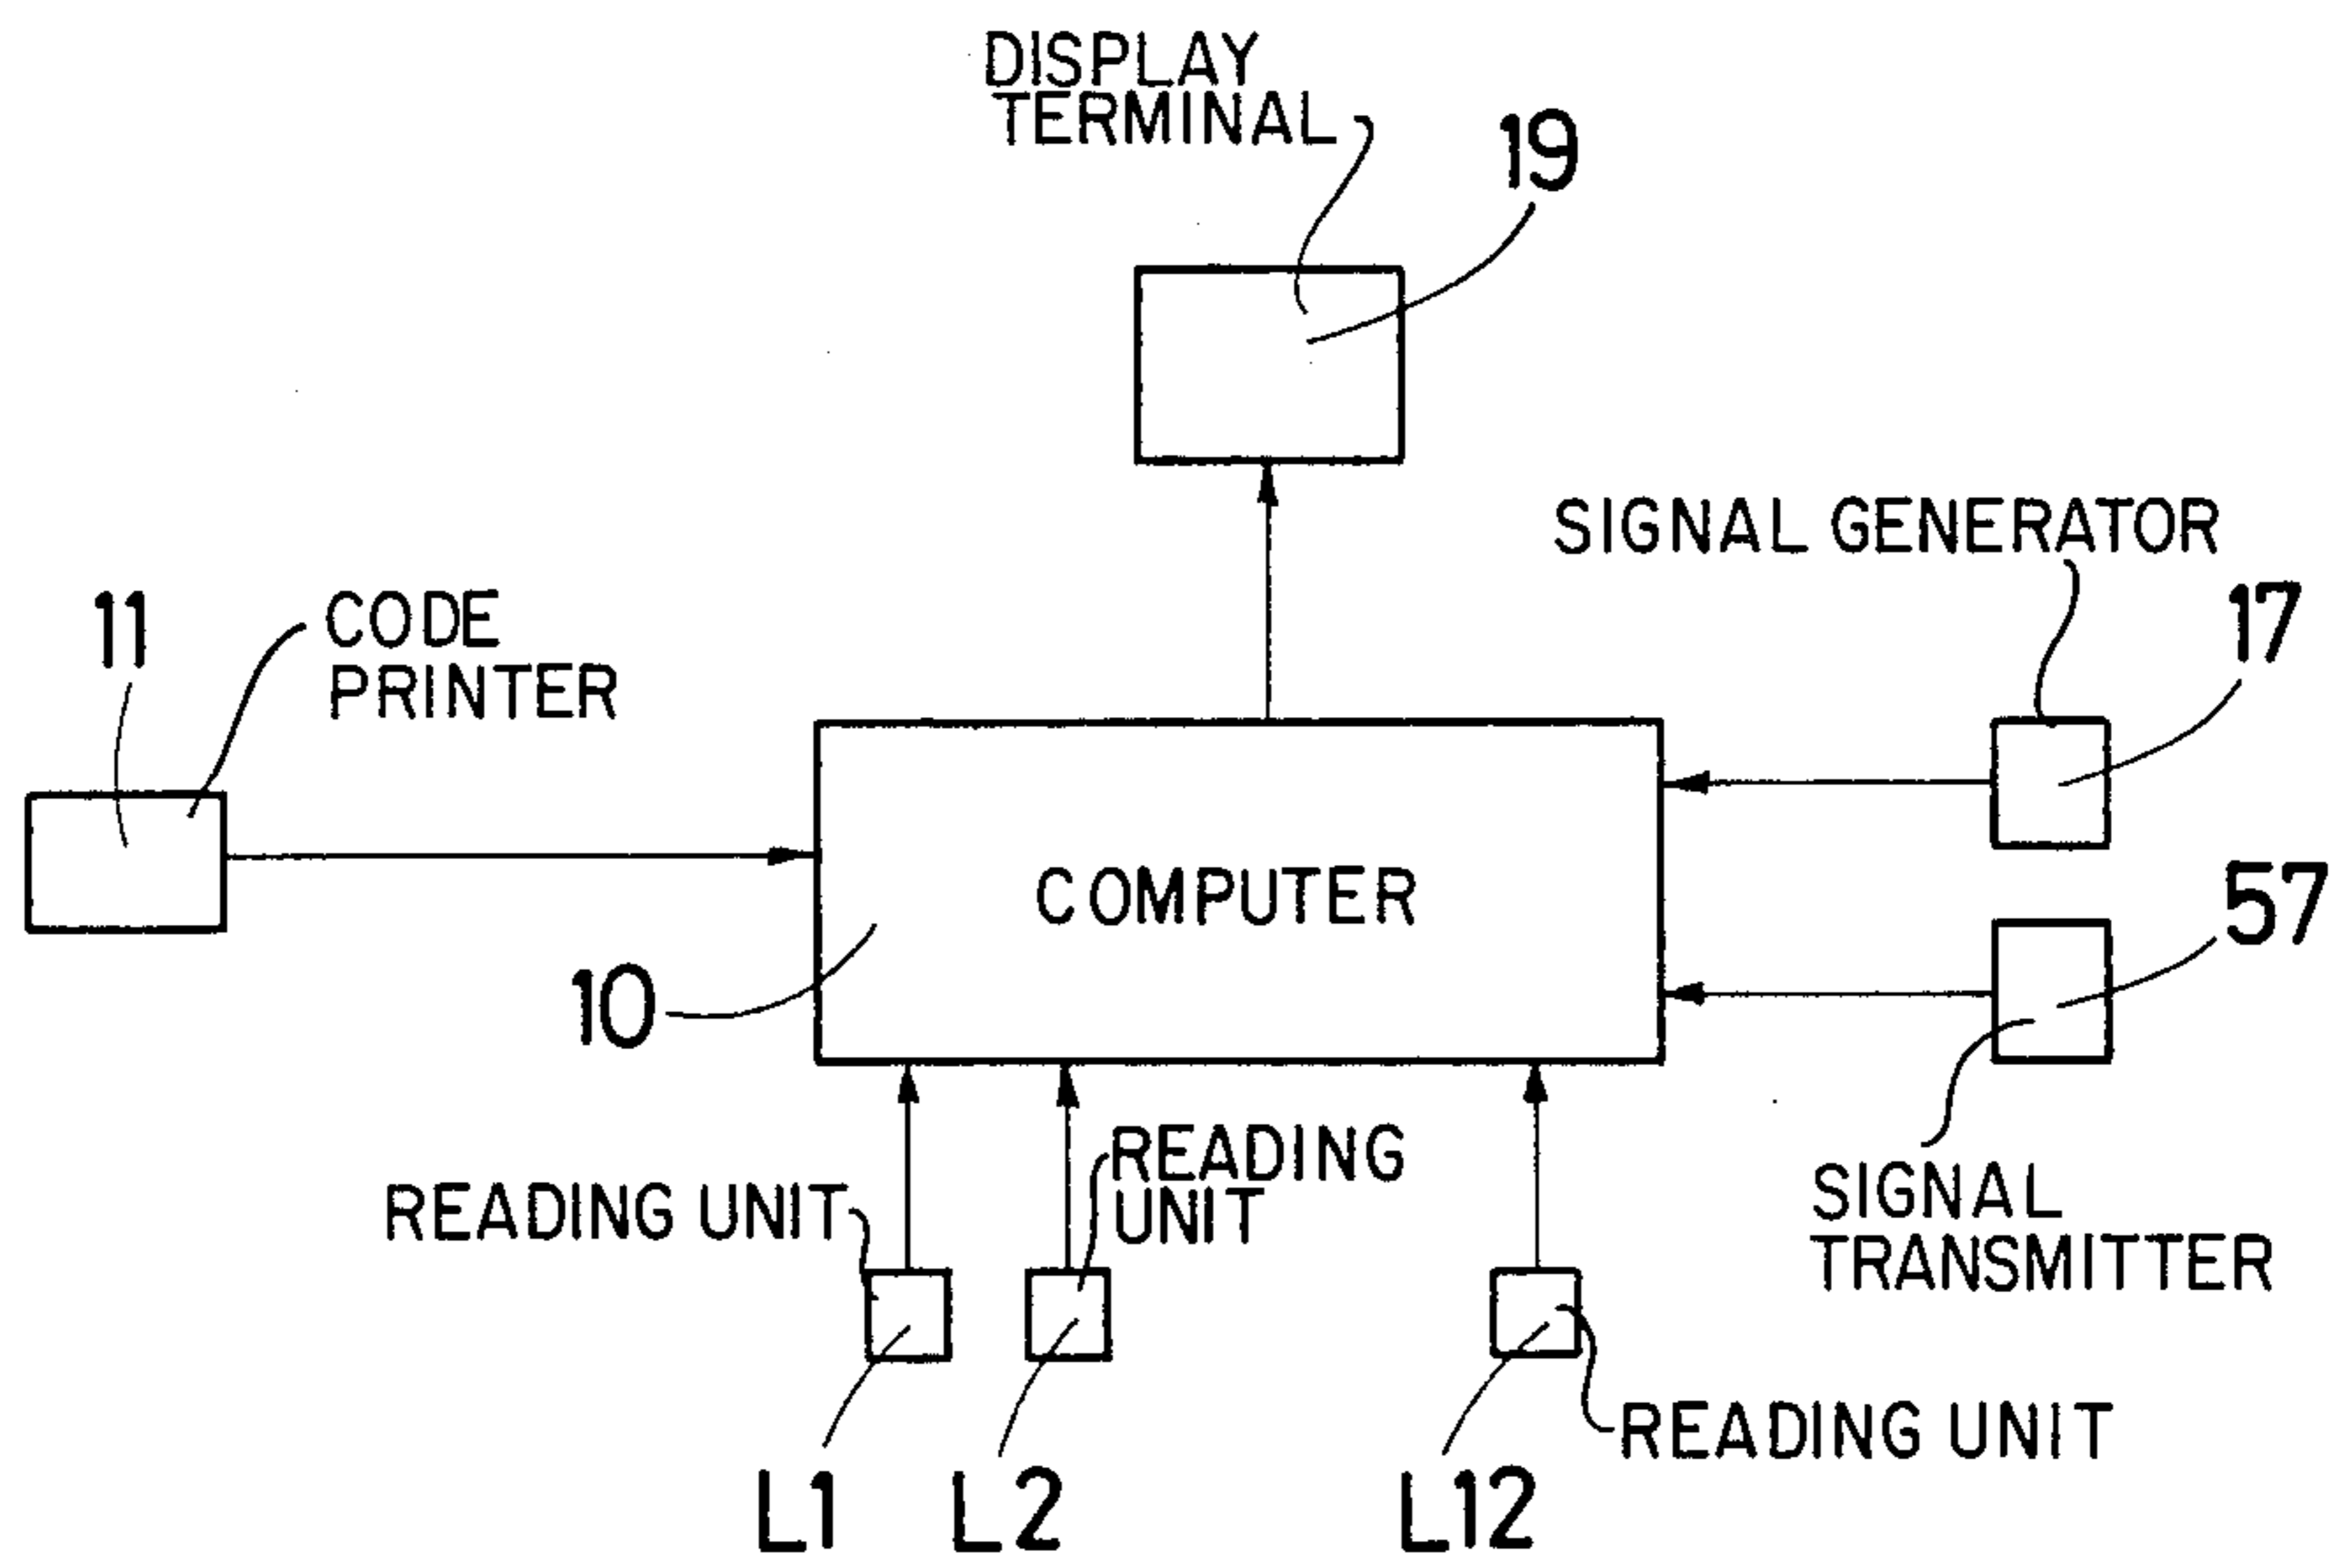 DISPLAY
TERMINAL
19
SIGNAL GENERATOR
17
11
CODE
PRINTER
COMPUTER
10
57
READING UNIT
READING
UNIT
SIGNAL
TRANSMITTER
READING UNIT
L1
L2
L12